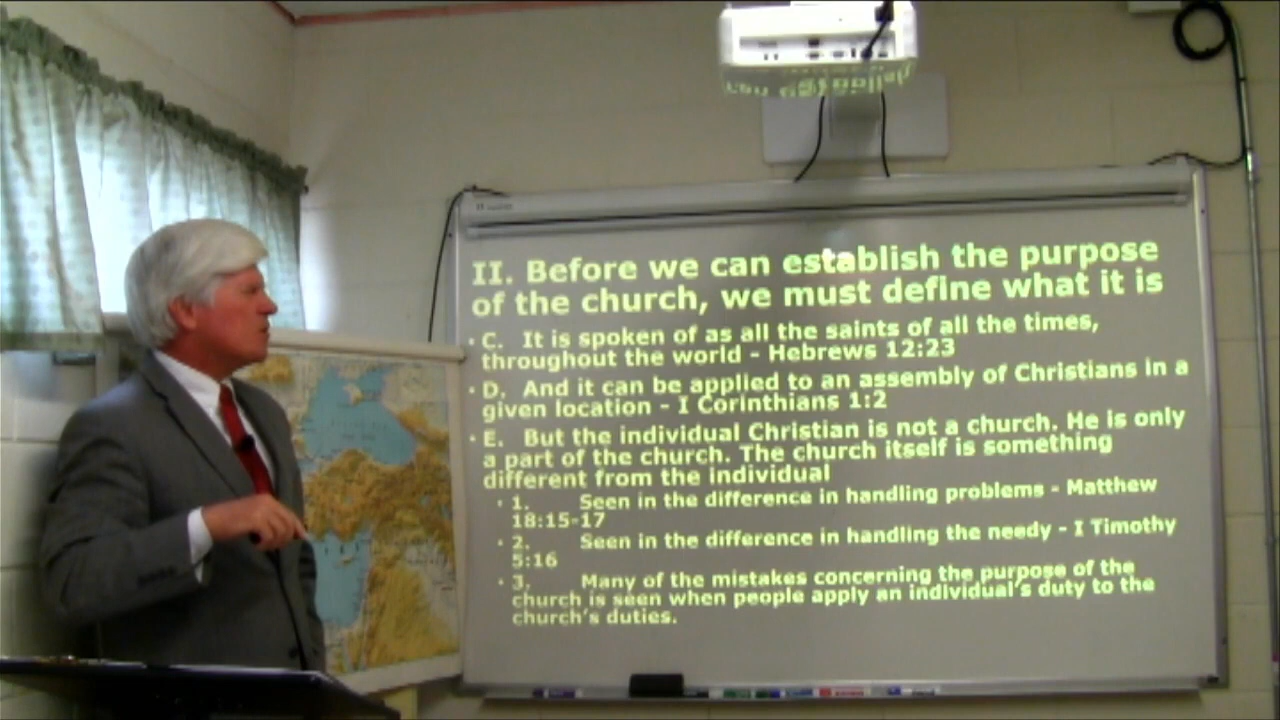 II. Before we can establish the purpose
of the church, we must define what it is
• C. It is spoken of as all the saints of all the times,
throughout the world - Hebrews 12:23
• D. And it can be applied to an assembly of Christians in a
given location - I Corinthians 1:2
• E. But the individual Christian is not a church. He is only
a part of the church. The church itself is something
different from the individual
• 1. Seen in the difference in handling problems - Matthew
18:15-17
• 2. Seen in the difference in handling the needy - I Timothy
5:16
• 3. Many of the mistakes concerning the purpose of the
church is seen when people apply an individual's duty to the
church's duties.